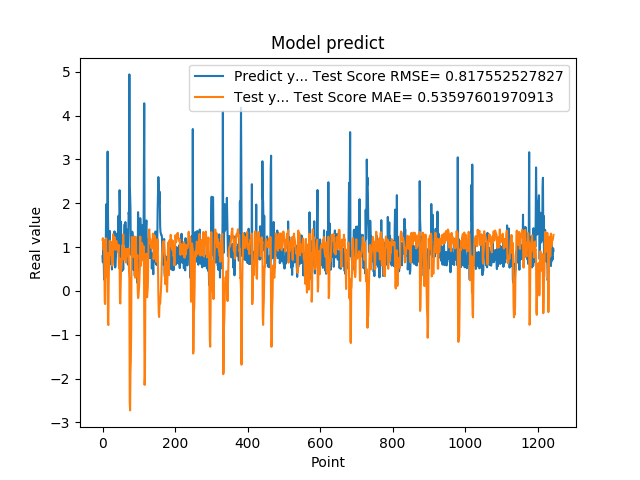 Model predict
Predict y... Test Score RMSE= 0.817552527827
Test y... Test Score MAE= 0.53597601970913
5
4
3
2
1
0
−1
−2
−3
Real value
0 200 400 600 800 1000 1200
Point